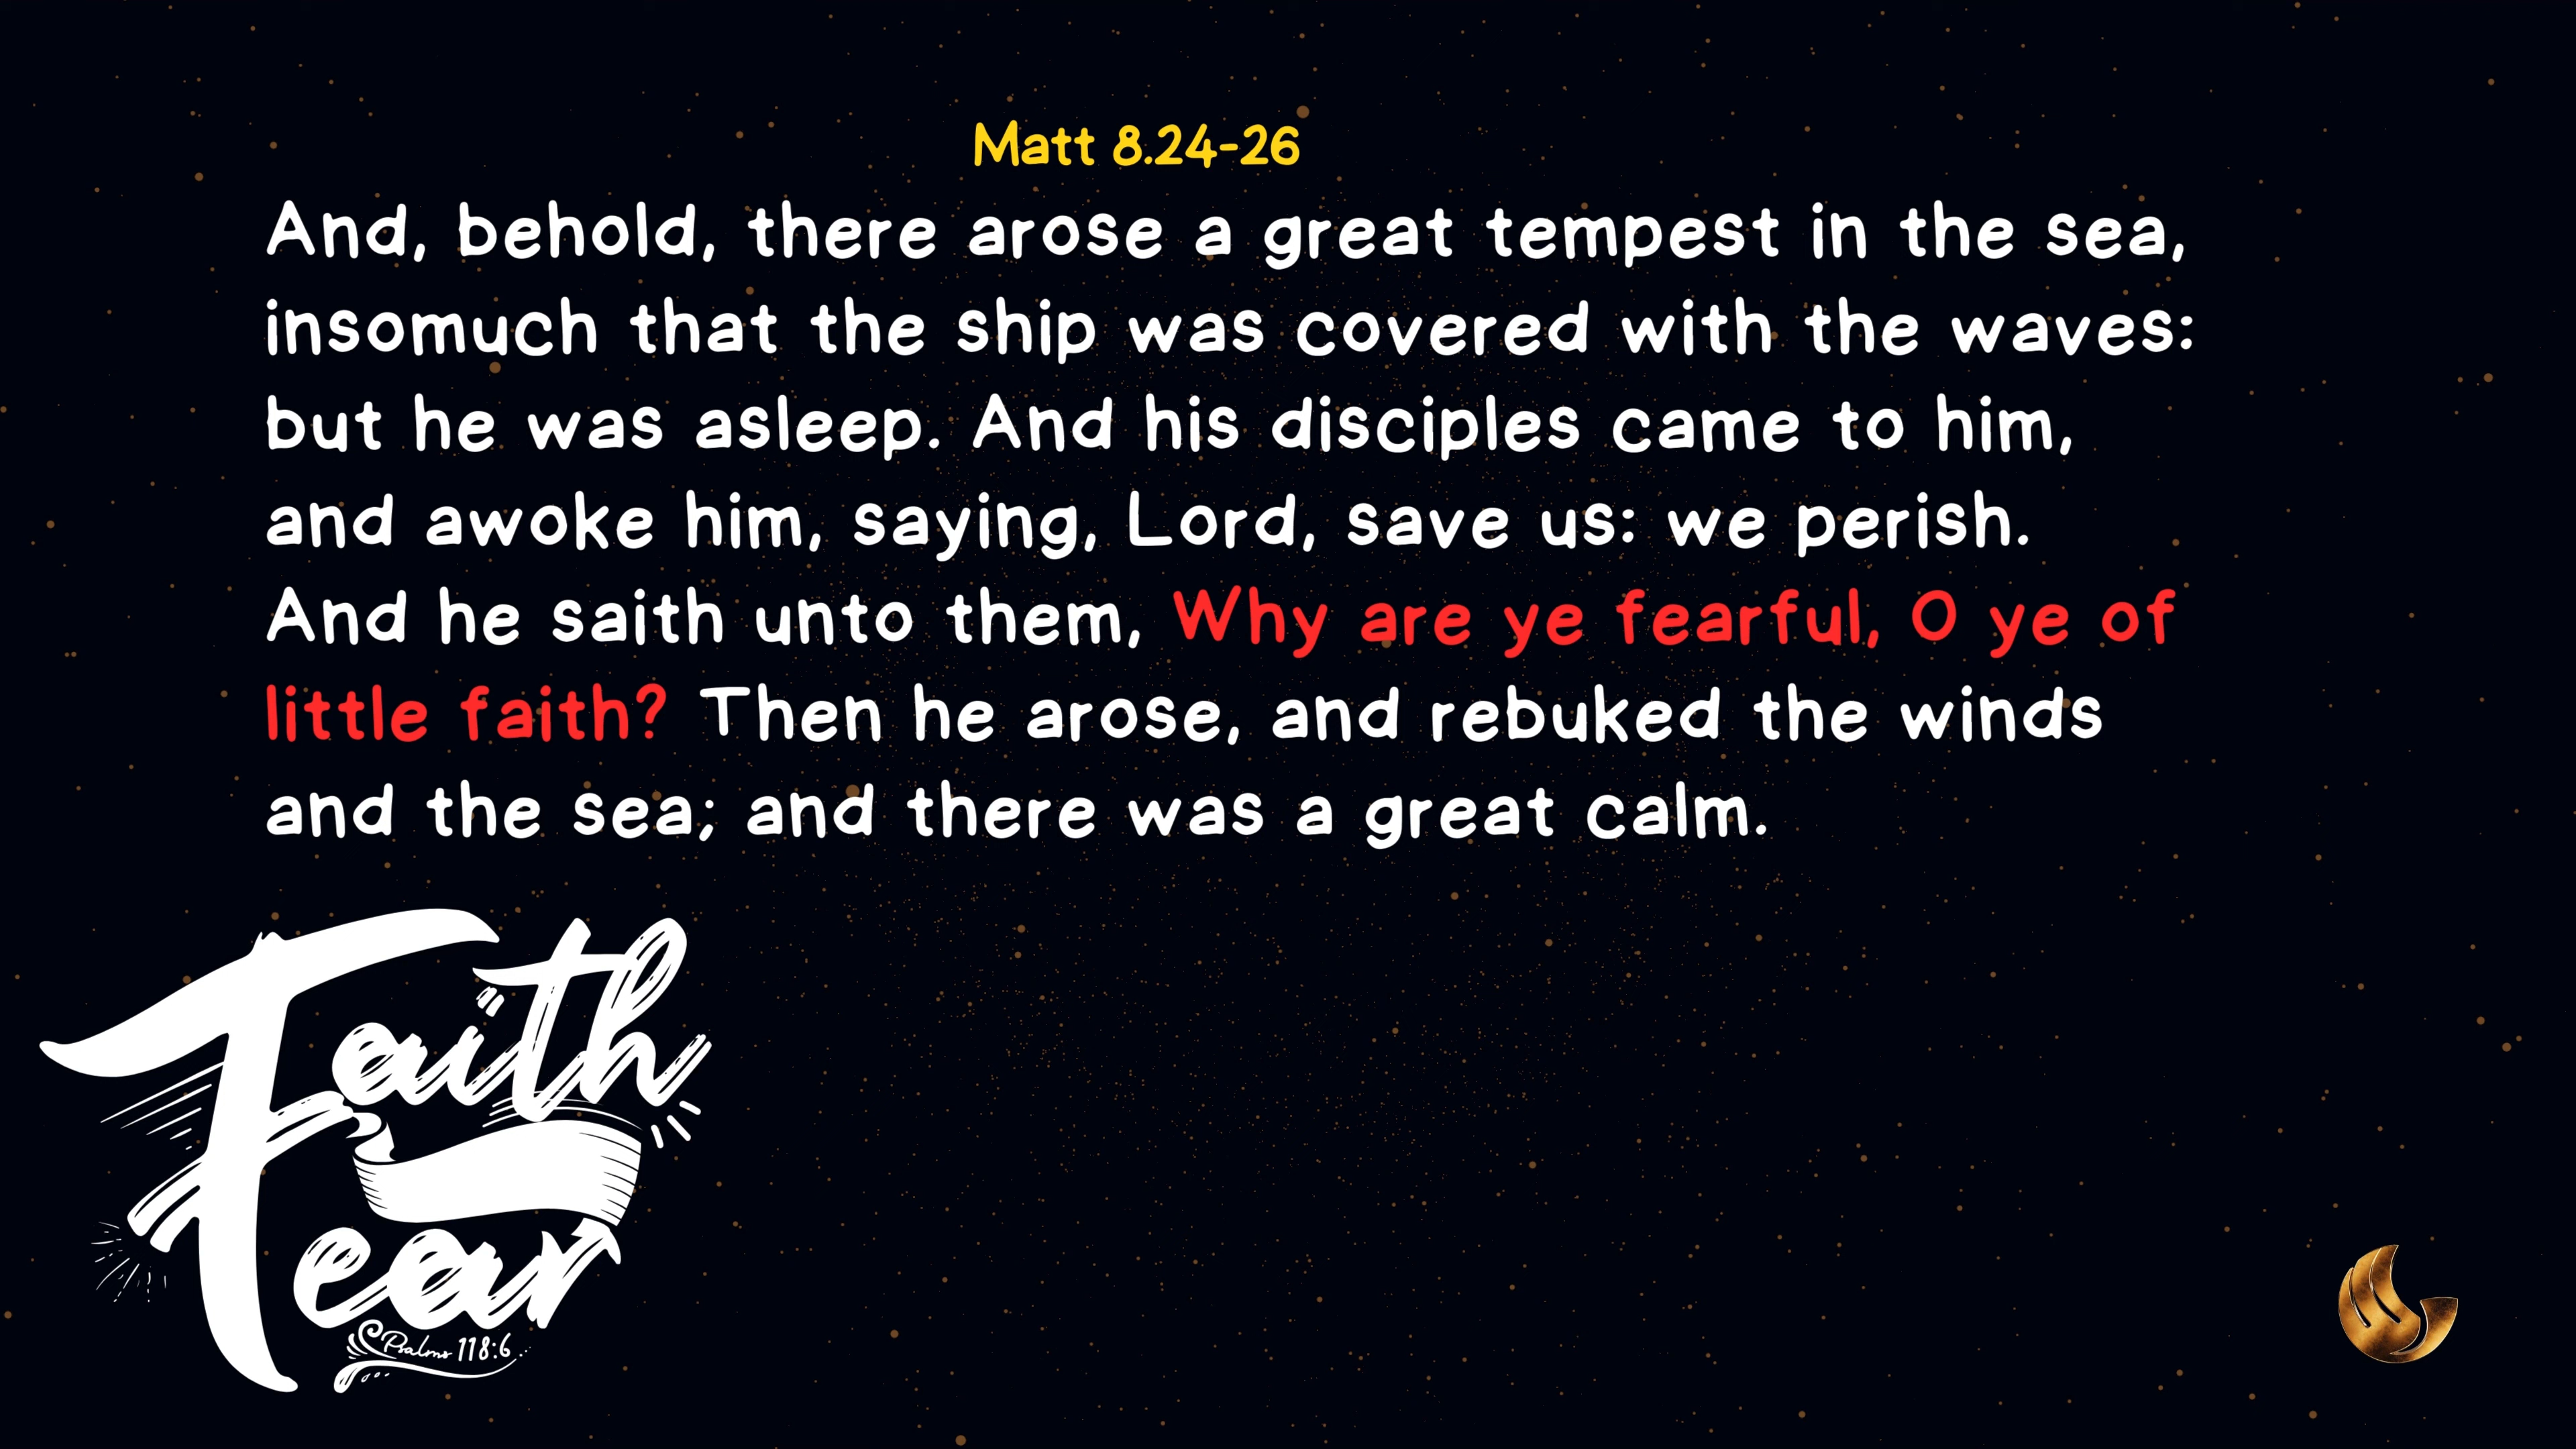 Matt 8.24-26
And, behold, there arose a great tempest in the sea,
insomuch that the ship was covered with the waves:
but he was asleep. And his disciples came to him,
and awoke him, saying, Lord, save us: we perish.
And he saith unto them, Why are ye fearful, O ye of
little faith? Then he arose, and rebuked the winds
and the sea; and there was a great calm.
Faith
Fear
Psalms 118:6